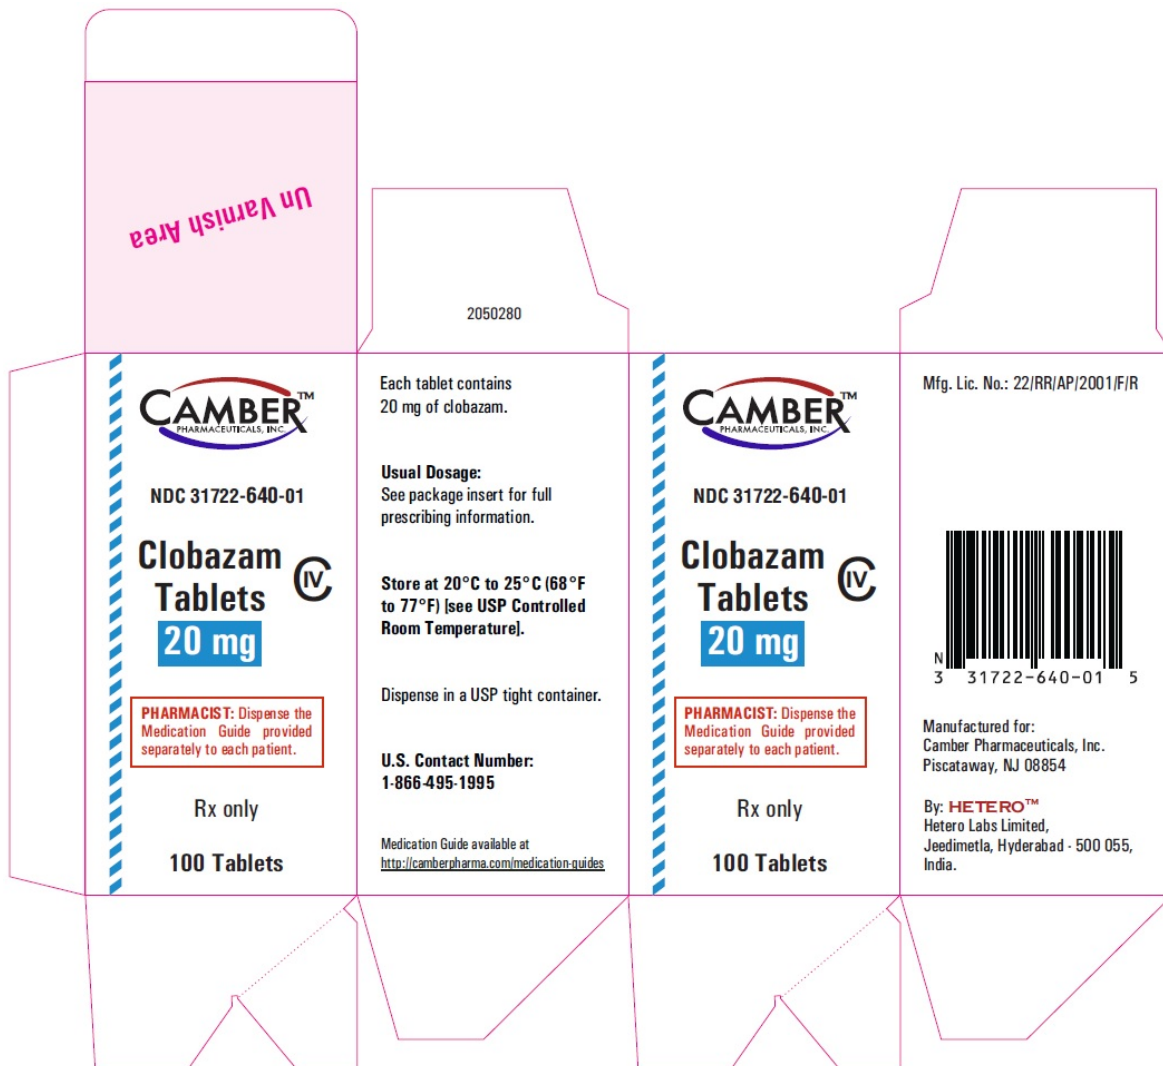 Un Varnish Area
2050280
CAMBER™
PHARMACEUTICALS, INC.
NDC 31722-640-01
Clobazam
Tablets
CIV
20 mg
PHARMACIST: Dispense the
Medication Guide provided
separately to each patient.
Rx only
100 Tablets
Each tablet contains
20 mg of clobazam.
Usual Dosage:
See package insert for full
prescribing information.
Store at 20°C to 25°C (68°F
to 77°F) [see USP Controlled
Room Temperature].
Dispense in a USP tight container.
U.S. Contact Number:
1-866-495-1995
Medication Guide available at
http://camberpharma.com/medication-guides
CAMBER™
PHARMACEUTICALS, INC.
NDC 31722-640-01
Clobazam
Tablets
CIV
20 mg
PHARMACIST: Dispense the
Medication Guide provided
separately to each patient.
Rx only
100 Tablets
Mfg. Lic. No.: 22/RR/AP/2001/F/R
N
3 31722-640-01 5
Manufactured for:
Camber Pharmaceuticals, Inc.
Piscataway, NJ 08854
By: HETERO™
Hetero Labs Limited,
Jeedimetla, Hyderabad - 500 055,
India.